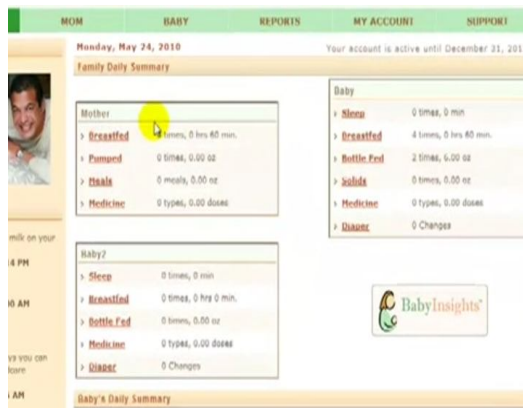 MOM BABY REPORTS MY ACCOUNT SUPPORT
Monday, May 24, 2010
Your account is active until December 31, 201
Family Daily Summary
Mother
Breastfed times, 0 hrs 60 min.
Pumped 0 times, 0.00 oz
Meals 0 meals, 0.00 oz
Medicine 0 types, 0.00 doses
Baby
Sleep 0 times, 0 min
Breastfed 4 times, 0 hrs 60 min.
Bottle Fed 2 times, 6.00 oz
Solids 0 times, 0.00 oz
Medicine 0 types, 0.00 doses
Diaper 0 Changes
milk on your
4 PM
00 AM
you can
AM
Baby2
Sleep 0 times, 0 min
Breastfed 0 times, 0 hrs 0 min.
Bottle Fed 0 times, 0.00 oz
Medicine 0 types, 0.00 doses
Diaper 0 Changes
BabyInsights
Baby's Daily Summary